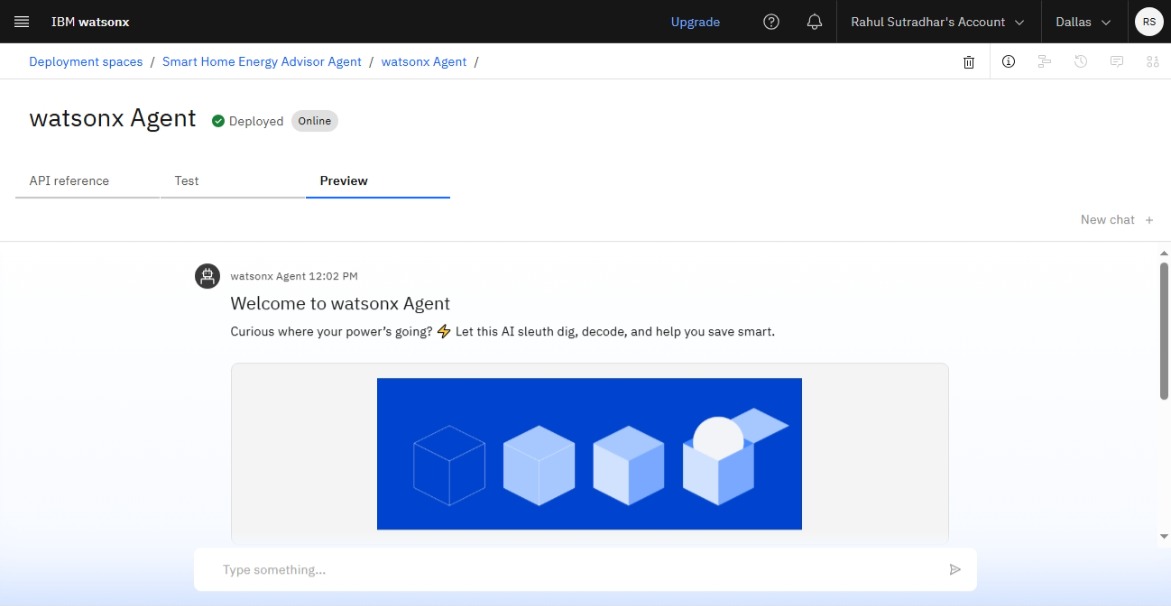 IBM watsonx
Upgrade
Rahul Sutradhar's Account
Dallas
RS
Deployment spaces / Smart Home Energy Advisor Agent / watsonx Agent /
watsonx Agent
Deployed
Online
API reference
Test
Preview
New chat +
watsonx Agent 12:02 PM
Welcome to watsonx Agent
Curious where your power’s going? ⚡ Let this AI sleuth dig, decode, and help you save smart.
Type something...